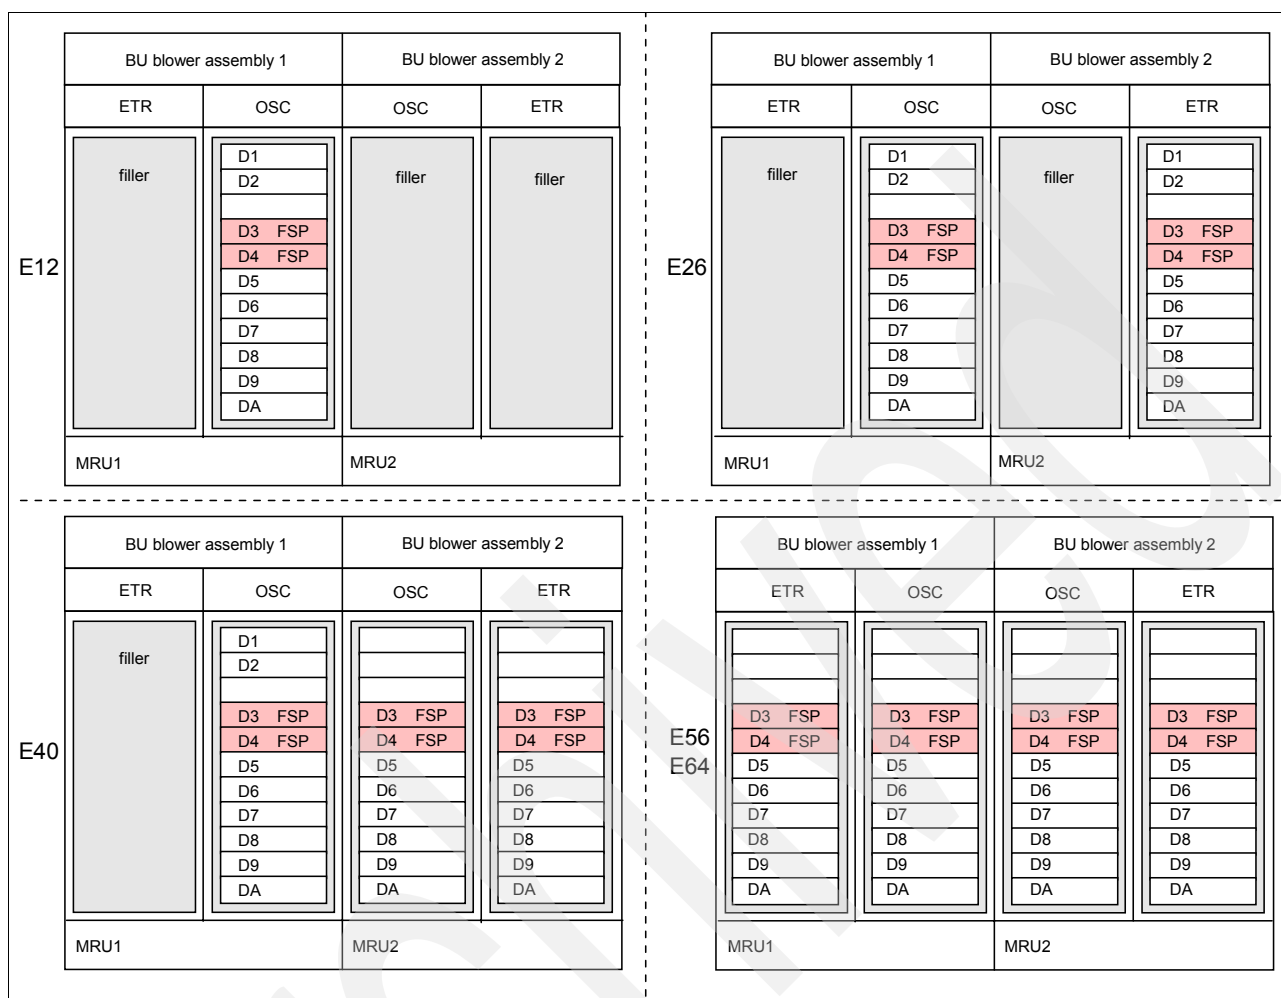 BU blower assembly 1 BU blower assembly 2
ETR OSC OSC ETR
E12
filler
D1
D2
D3 FSP
D4 FSP
D5
D6
D7
D8
D9
DA
filler
filler
MRU1 MRU2
BU blower assembly 1 BU blower assembly 2
ETR OSC OSC ETR
E26
filler
D1
D2
D3 FSP
D4 FSP
D5
D6
D7
D8
D9
DA
filler
D1
D2
D3 FSP
D4 FSP
D5
D6
D7
D8
D9
DA
MRU1 MRU2
BU blower assembly 1 BU blower assembly 2
ETR OSC OSC ETR
E40
filler
D1
D2
D3 FSP
D4 FSP
D5
D6
D7
D8
D9
DA
D3 FSP
D4 FSP
D5
D6
D7
D8
D9
DA
D3 FSP
D4 FSP
D5
D6
D7
D8
D9
DA
MRU1 MRU2
BU blower assembly 1 BU blower assembly 2
ETR OSC OSC ETR
E56
E64
D3 FSP
D4 FSP
D5
D6
D7
D8
D9
DA
D3 FSP
D4 FSP
D5
D6
D7
D8
D9
DA
D3 FSP
D4 FSP
D5
D6
D7
D8
D9
DA
D3 FSP
D4 FSP
D5
D6
D7
D8
D9
DA
MRU1 MRU2